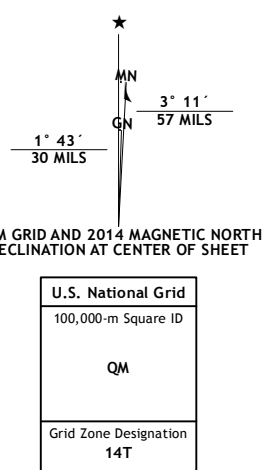 ★
MN
3° 11´
57 MILS
GN
1° 43´
30 MILS
M GRID AND 2014 MAGNETIC NORTH
ECLINATION AT CENTER OF SHEET
U.S. National Grid
100,000-m Square ID
QM
Grid Zone Designation
14T